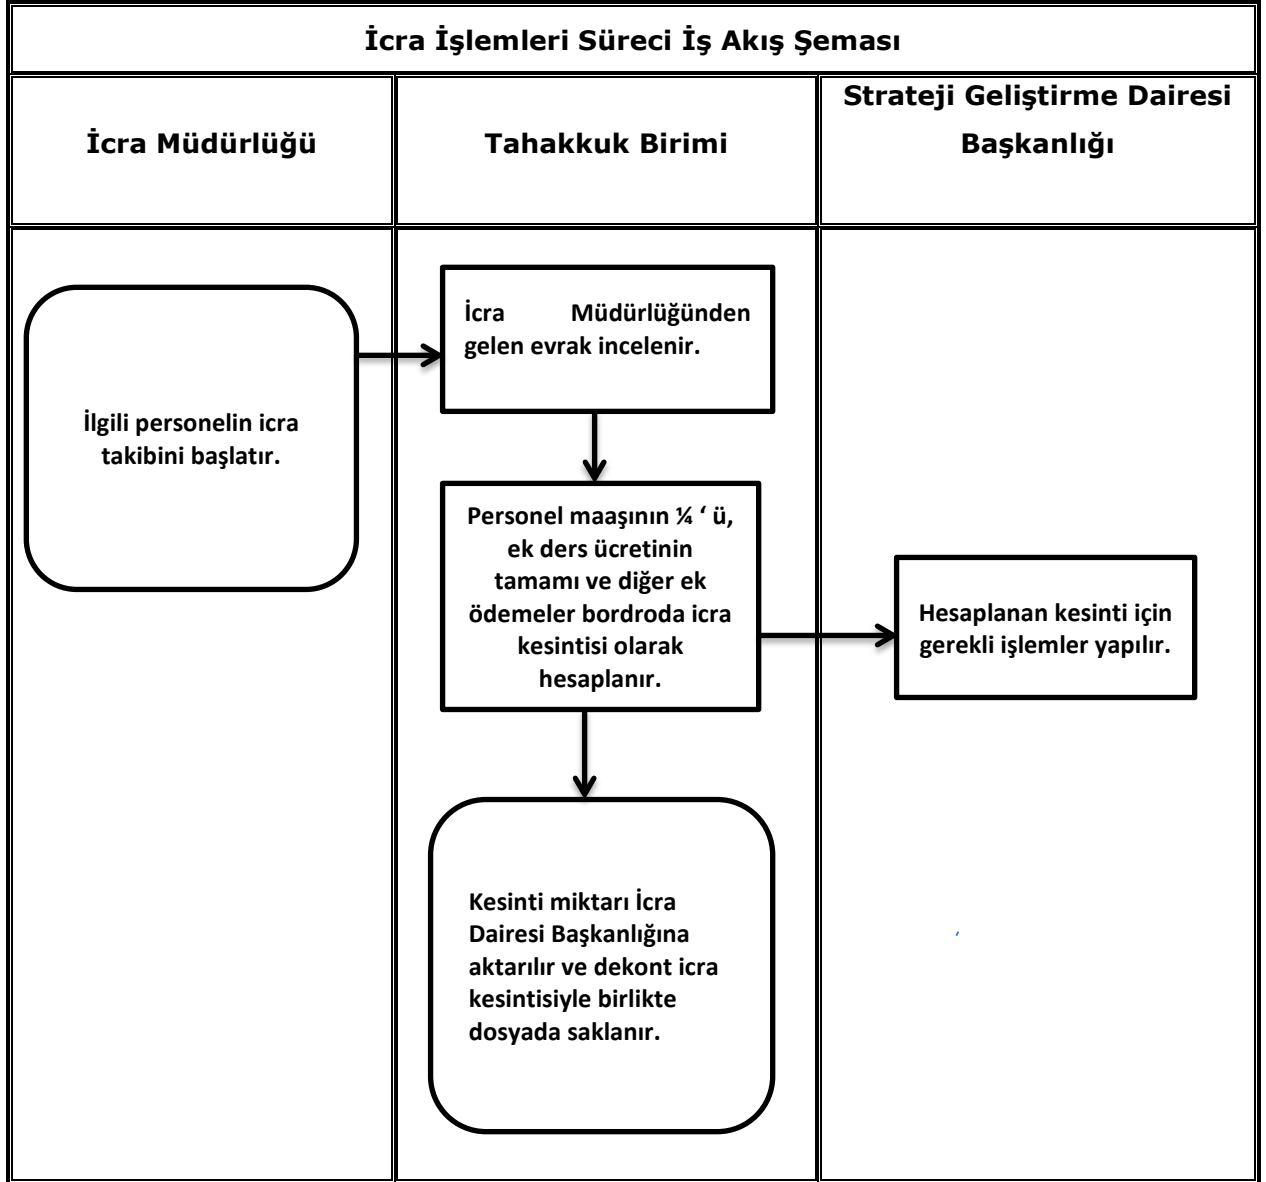 İcra İşlemleri Süreci İş Akış Şeması
İcra Müdürlüğü
Tahakkuk Birimi
Strateji Geliştirme Dairesi
Başkanlığı
İlgili personelin icra
takibini başlatır.
İcra Müdürlüğünden
gelen evrak incelenir.
Personel maaşının ¼ ‘ ü,
ek ders ücretinin
tamamı ve diğer ek
ödemeler bordroda icra
kesintisi olarak
hesaplanır.
Hesaplanan kesinti için
gerekli işlemler yapılır.
Kesinti miktarı İcra
Dairesi Başkanlığına
aktarılır ve dekont icra
kesintisiyle birlikte
dosyada saklanır.